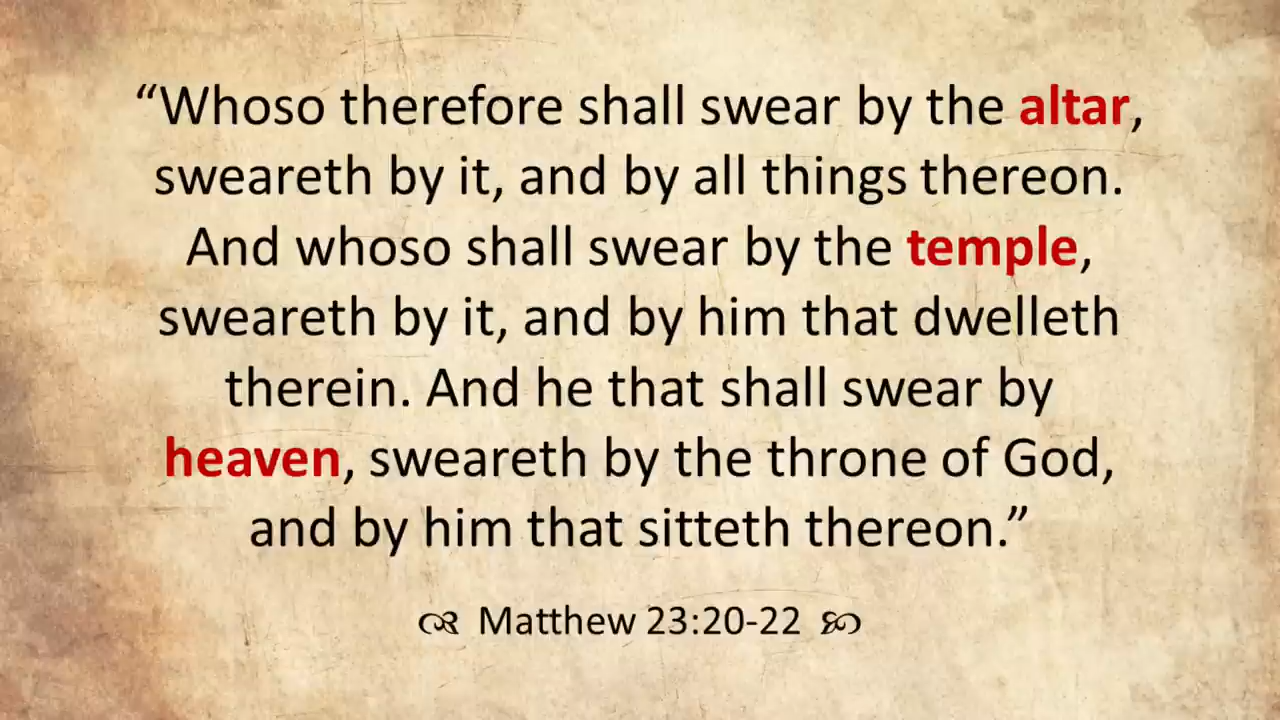 “Whoso therefore shall swear by the altar,
sweareth by it, and by all things thereon.
And whoso shall swear by the temple,
sweareth by it, and by him that dwelleth
therein. And he that shall swear by
heaven, sweareth by the throne of God,
and by him that sitteth thereon.”
Matthew 23:20-22